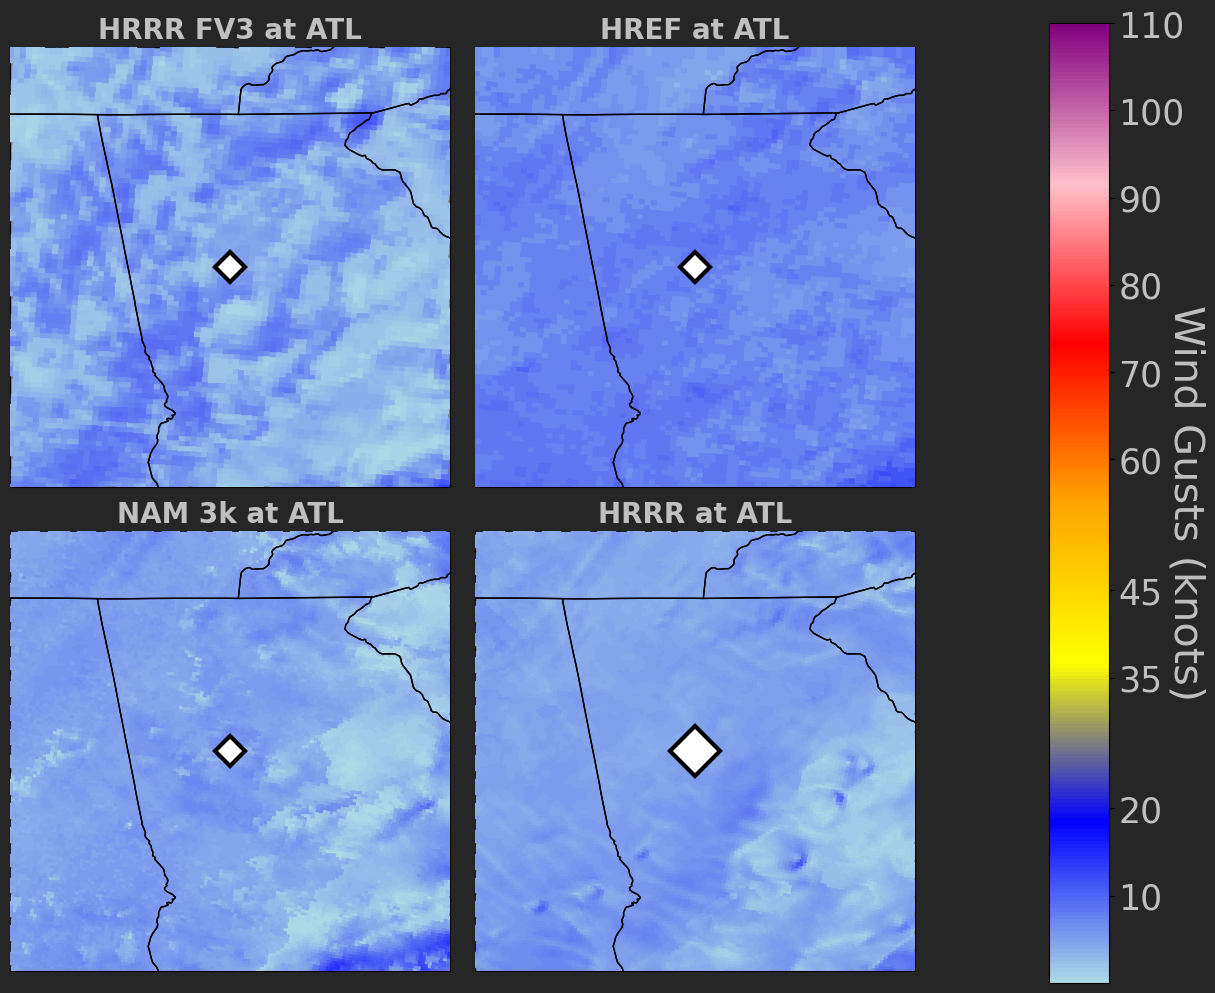 HRRR FV3 at ATL
HREF at ATL
NAM 3k at ATL
HRRR at ATL
110
100
90
80
70
60
45
35
20
10
Wind Gusts (knots)